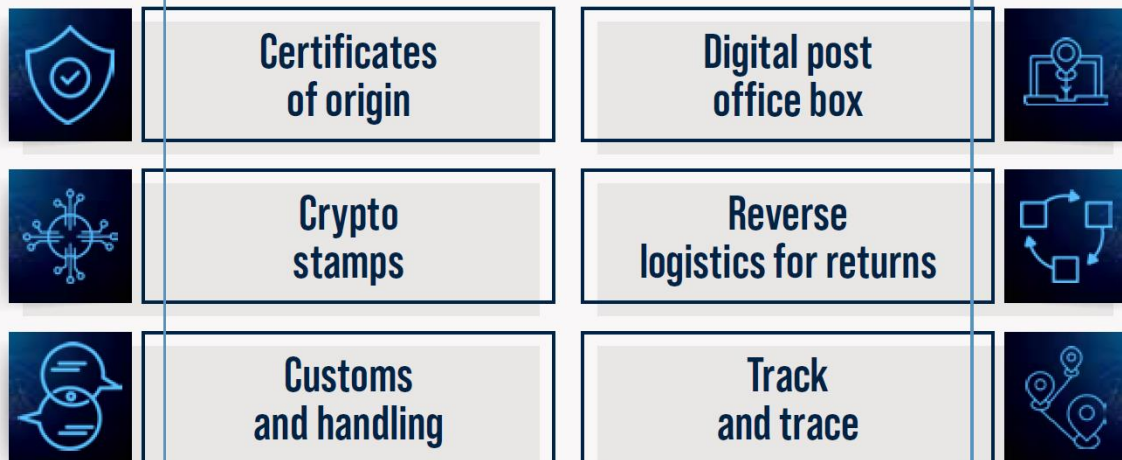 Certificates
of origin
Digital post
office box
Crypto
stamps
Reverse
logistics for returns
Customs
and handling
Track
and trace